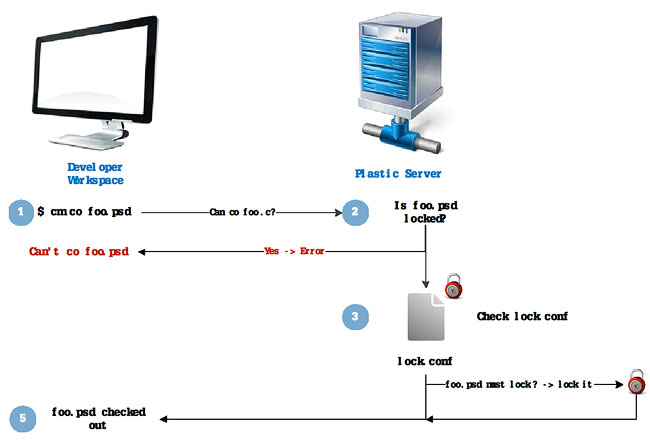 Developer
Workspace
Plastic Server
1
$ cm co foo.psd
Can co foo.c?
2
Is foo.psd
locked?
Can't co foo.psd
Yes -> Error
3
Check lock conf
lock.conf
foo.psd must lock? -> lock it
5
foo.psd checked
out